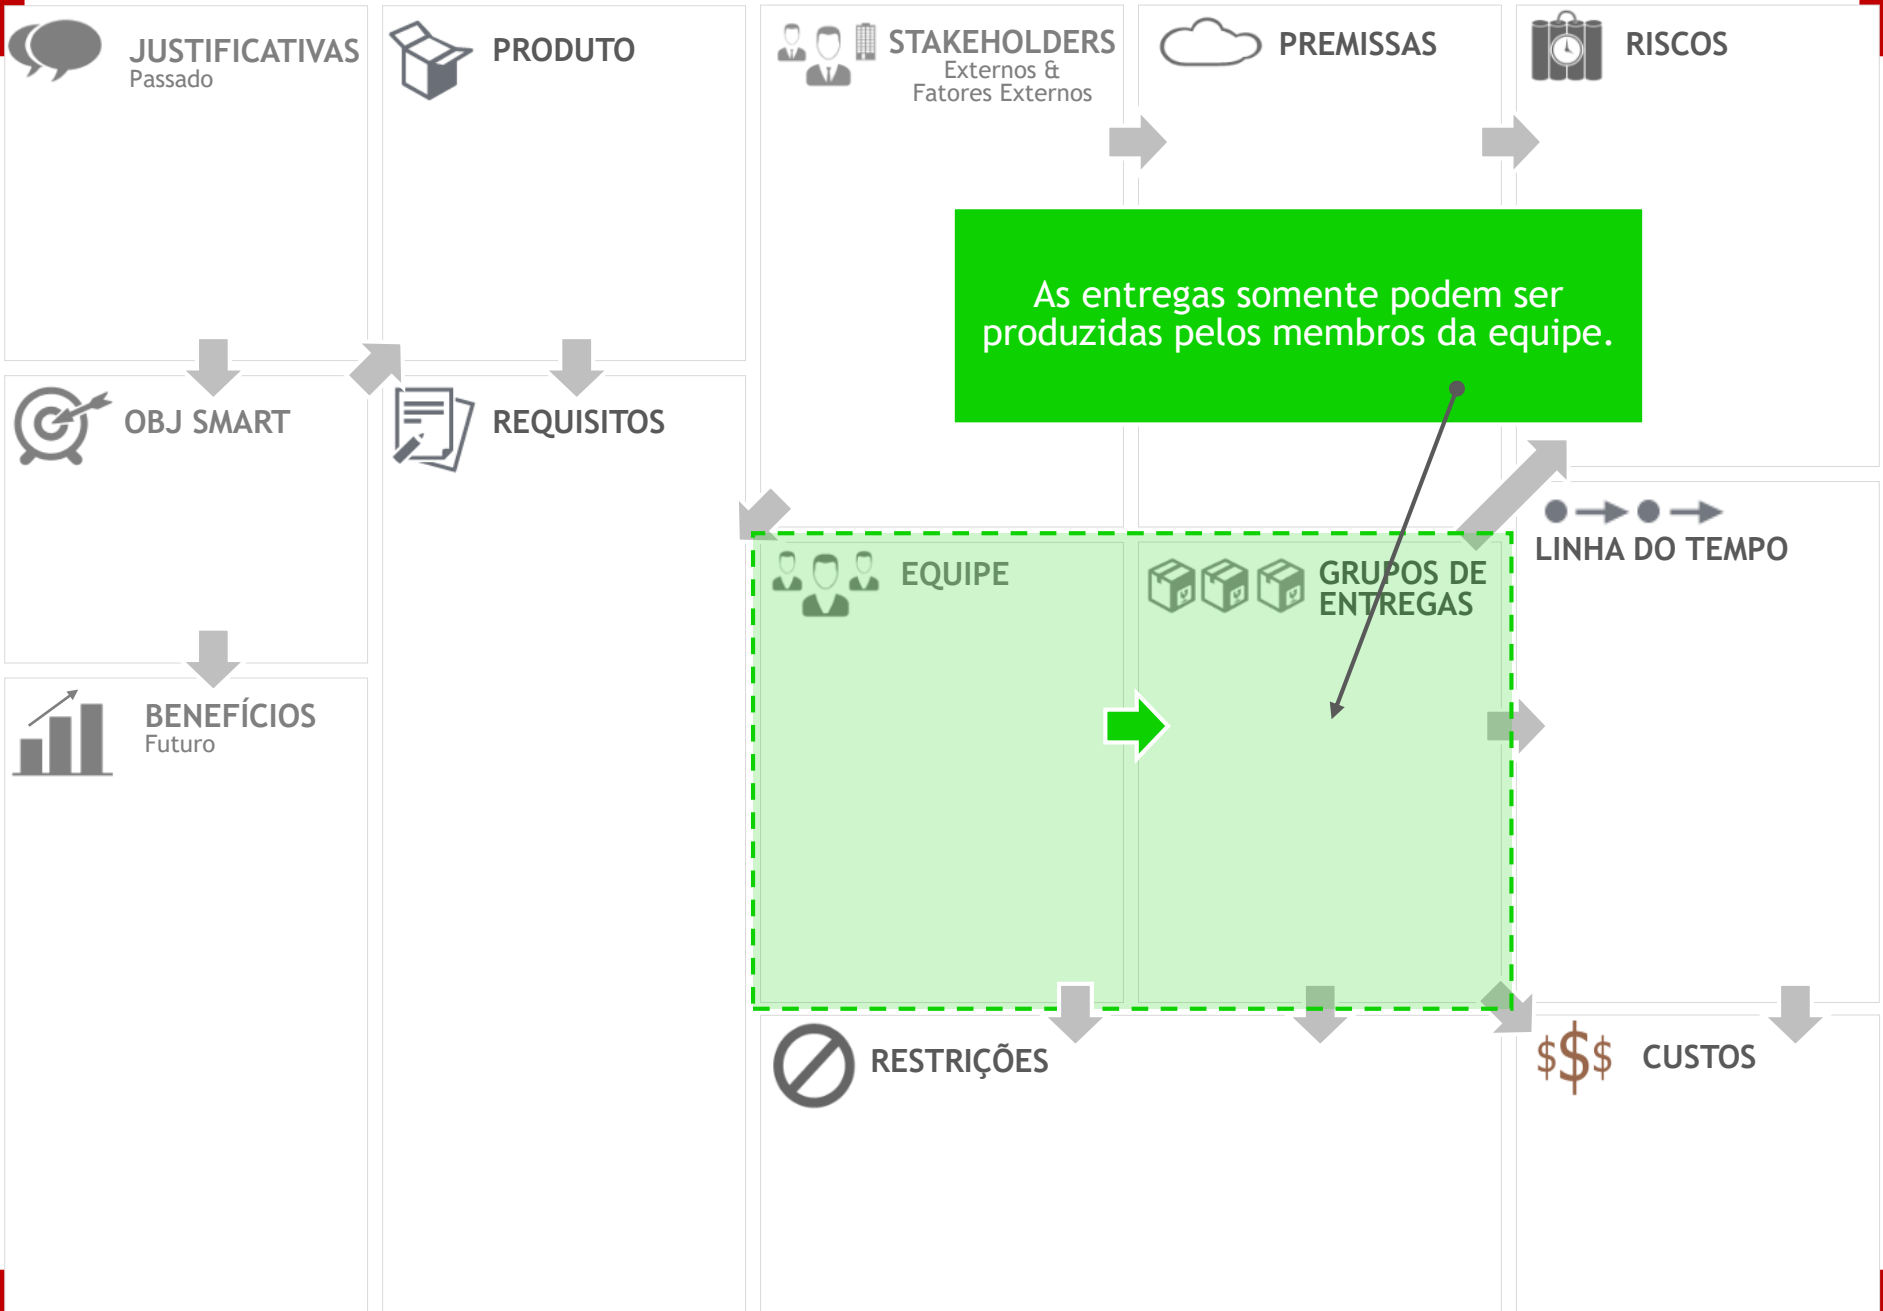 JUSTIFICATIVAS
Passado
PRODUTO
STAKEHOLDERS
Externos &
Fatores Externos
PREMISSAS
RISCOS
As entregas somente podem ser
produzidas pelos membros da equipe.
OBJ SMART
REQUISITOS
EQUIPE
GRUPOS DE
ENTREGAS
LINHA DO TEMPO
BENEFÍCIOS
Futuro
RESTRIÇÕES
$$$
CUSTOS